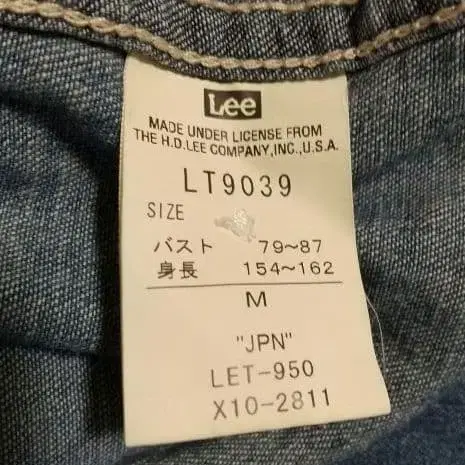 Lee
MADE UNDER LICENSE FROM
THE H.D.LEE COMPANY,INC.,U.S.A.
LT9039
SIZE
バスト 79~87
身長 154~162
M
"JPN"
LET-950
X10-2811